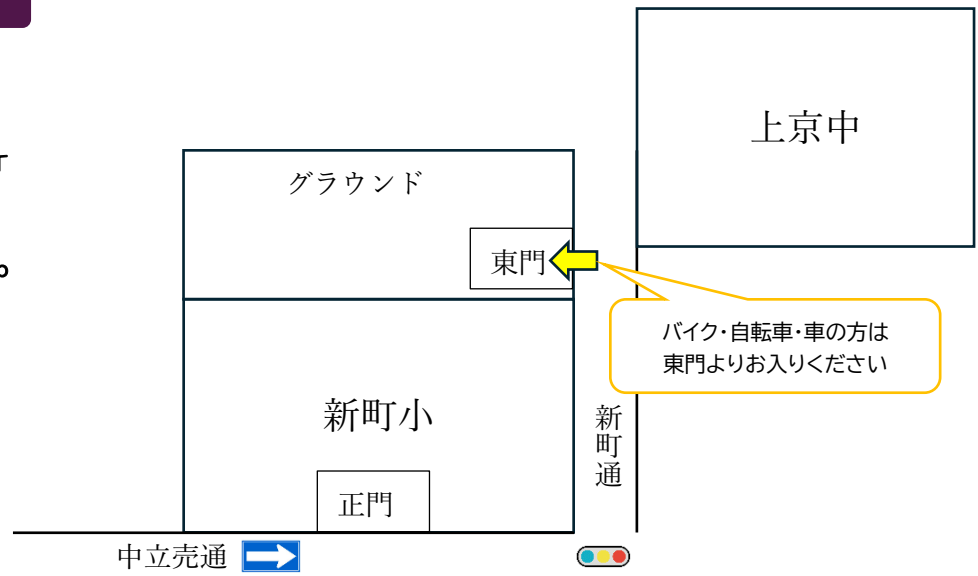 上京中
グラウンド
東門
バイク・自転車・車の方は
東門よりお入りください
新町小
新町通
正門
中立売通